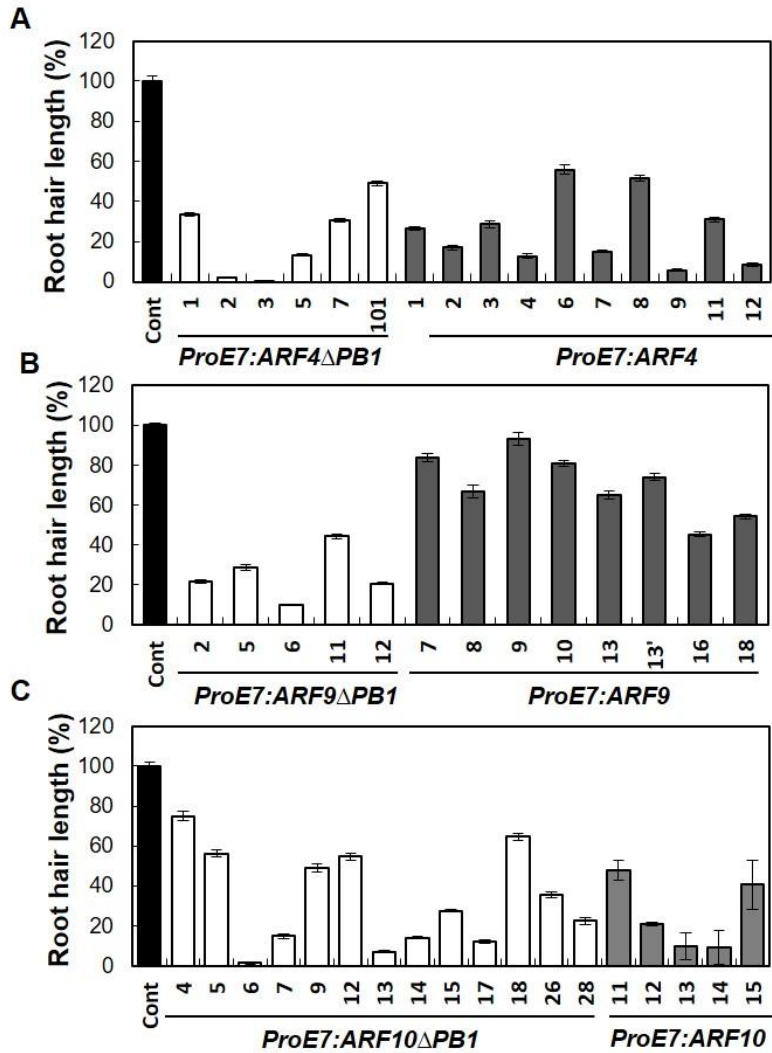 A
Root hair length (%)
120
100
80
60
40
20
0
Cont 1 2 3 5 7 101 1 2 3 4 6 7 8 9 11 12
ProE7:ARF4ΔPB1 ProE7:ARF4
B
Root hair length (%)
120
100
80
60
40
20
0
Cont 2 5 6 11 12 7 8 9 10 13 13' 16 18
ProE7:ARF9ΔPB1 ProE7:ARF9
C
Root hair length (%)
120
100
80
60
40
20
0
Cont 4 5 6 7 9 12 13 14 15 17 18 26 28 11 12 13 14 15
ProE7:ARF10ΔPB1 ProE7:ARF10